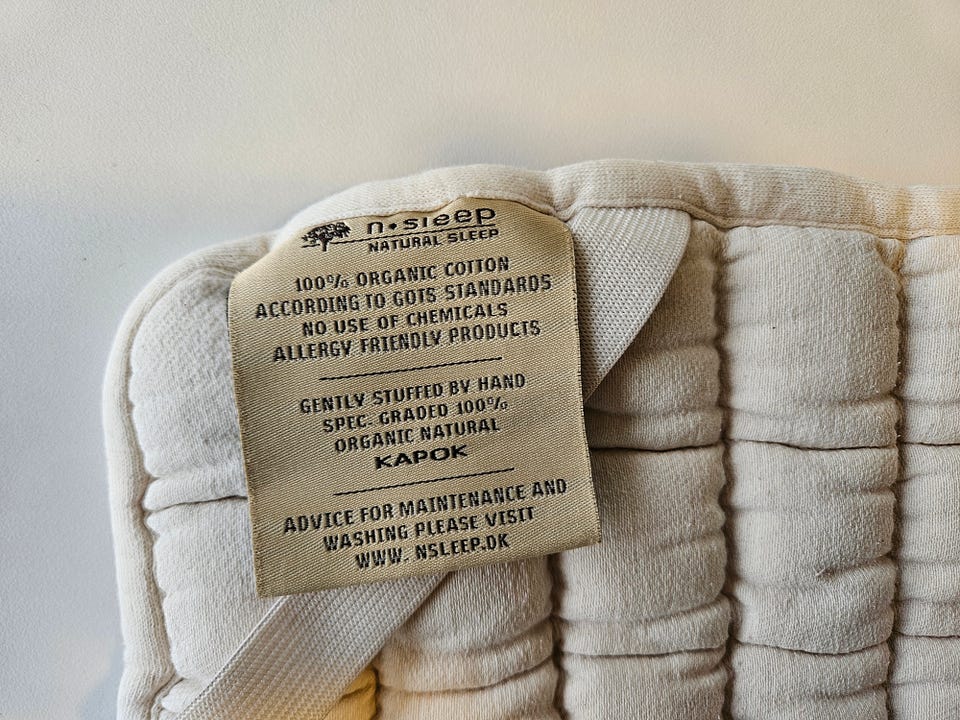 n•sleep
NATURAL SLEEP
100% ORGANIC COTTON
ACCORDING TO GOTS STANDARDS
NO USE OF CHEMICALS
ALLERGY FRIENDLY PRODUCTS
GENTLY STUFFED BY HAND
SPEC. GRADED 100%
ORGANIC NATURAL
KAPOK
ADVICE FOR MAINTENANCE AND
WASHING PLEASE VISIT
WWW. NSLEEP.DK